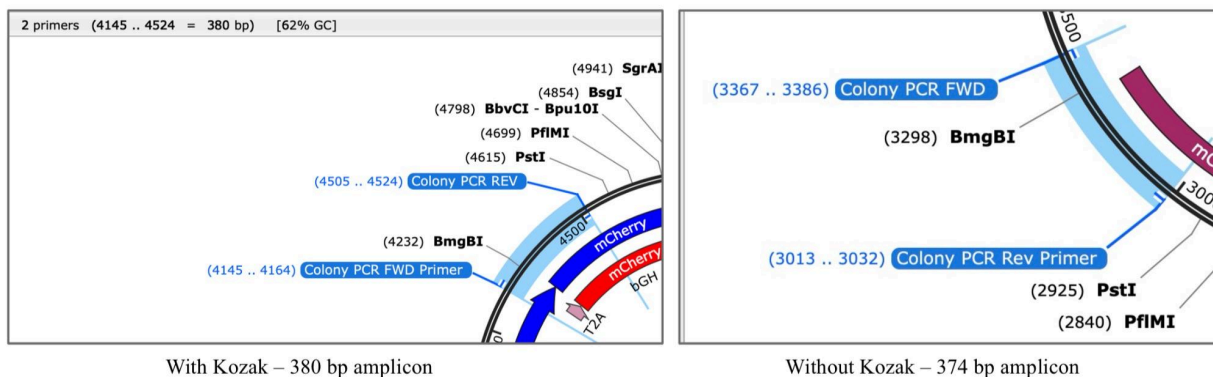 2 primers (4145 .. 4524 = 380 bp) [62% GC]
(4941) SgrAI
(4854) BsgI
(4798) BbvCI - Bpu10I
(4699) PflMI
(4615) PstI
(4505 .. 4524) Colony PCR REV
(4232) BmgBI
(4145 .. 4164) Colony PCR FWD Primer
4500
mCherry
mCherry
bGH
T2A
With Kozak – 380 bp amplicon
(3367 .. 3386) Colony PCR FWD
(3298) BmgBI
(3013 .. 3032) Colony PCR Rev Primer
(2925) PstI
(2840) PflMI
Without Kozak – 374 bp amplicon